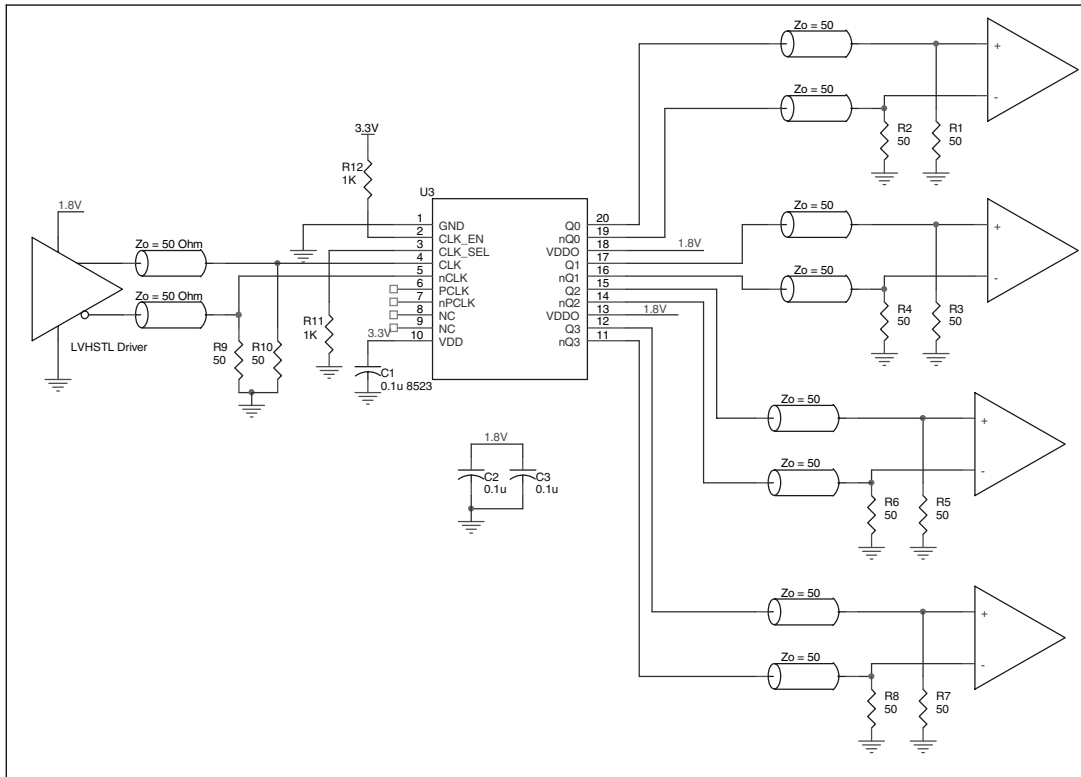 Zo = 50
+
Zo = 50
-
R2
50
R1
50
3.3V
R12
1K
U3
1.8V
Zo = 50 Ohm
Zo = 50 Ohm
LVHSTL Driver
R9
50
R10
50
R11
1K
3.3V
C1
0.1u
8523
1 GND
2 CLK_EN
3 CLK_SEL
4 CLK
5 nCLK
6 PCLK
7 nPCLK
8 NC
9 NC
10 VDD
Q0 20
nQ0 19
VDDO 18
1.8V
Q1 17
nQ1 16
Q2 15
nQ2 14
VDDO 13
1.8V
Q3 12
nQ3 11
Zo = 50
+
Zo = 50
-
R4
50
R3
50
1.8V
C2
0.1u
C3
0.1u
Zo = 50
+
Zo = 50
-
R6
50
R5
50
Zo = 50
+
Zo = 50
-
R8
50
R7
50